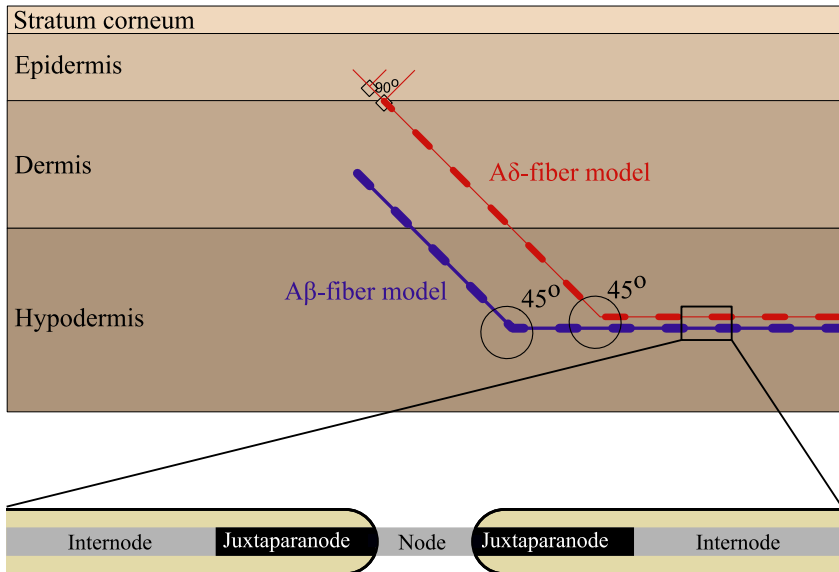 Stratum corneum
Epidermis
90o
Dermis
Aδ-fiber model
Aβ-fiber model
45o
45o
Hypodermis
Internode Juxtaparanode Node Juxtaparanode Internode